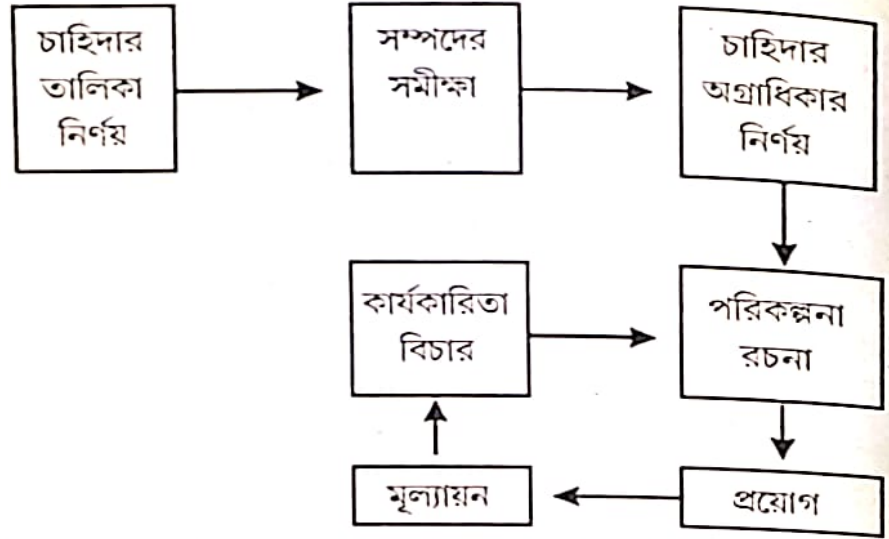 চাহিদার
তালিকা
নির্ণয়
সম্পদের
সমীক্ষা
চাহিদার
অগ্রাধিকার
নির্ণয়
কার্যকারিতা
বিচার
পরিকল্পনা
রচনা
মূল্যায়ন
প্রয়োগ